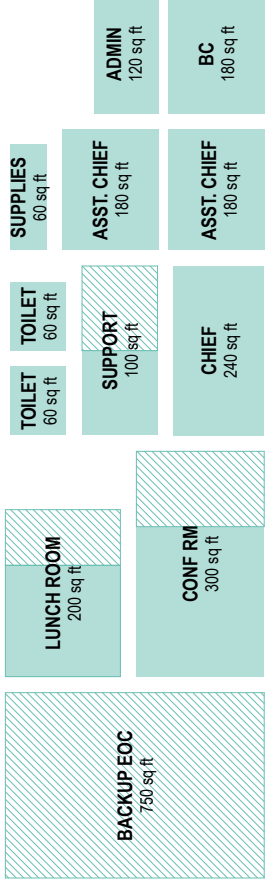 BACKUP EOC
750 sq ft
LUNCH ROOM
200 sq ft
CONF RM
300 sq ft
TOILET
60 sq ft
TOILET
60 sq ft
SUPPORT
100 sq ft
CHIEF
240 sq ft
SUPPLIES
60 sq ft
ASST. CHIEF
180 sq ft
ASST. CHIEF
180 sq ft
ADMIN
120 sq ft
BC
180 sq ft